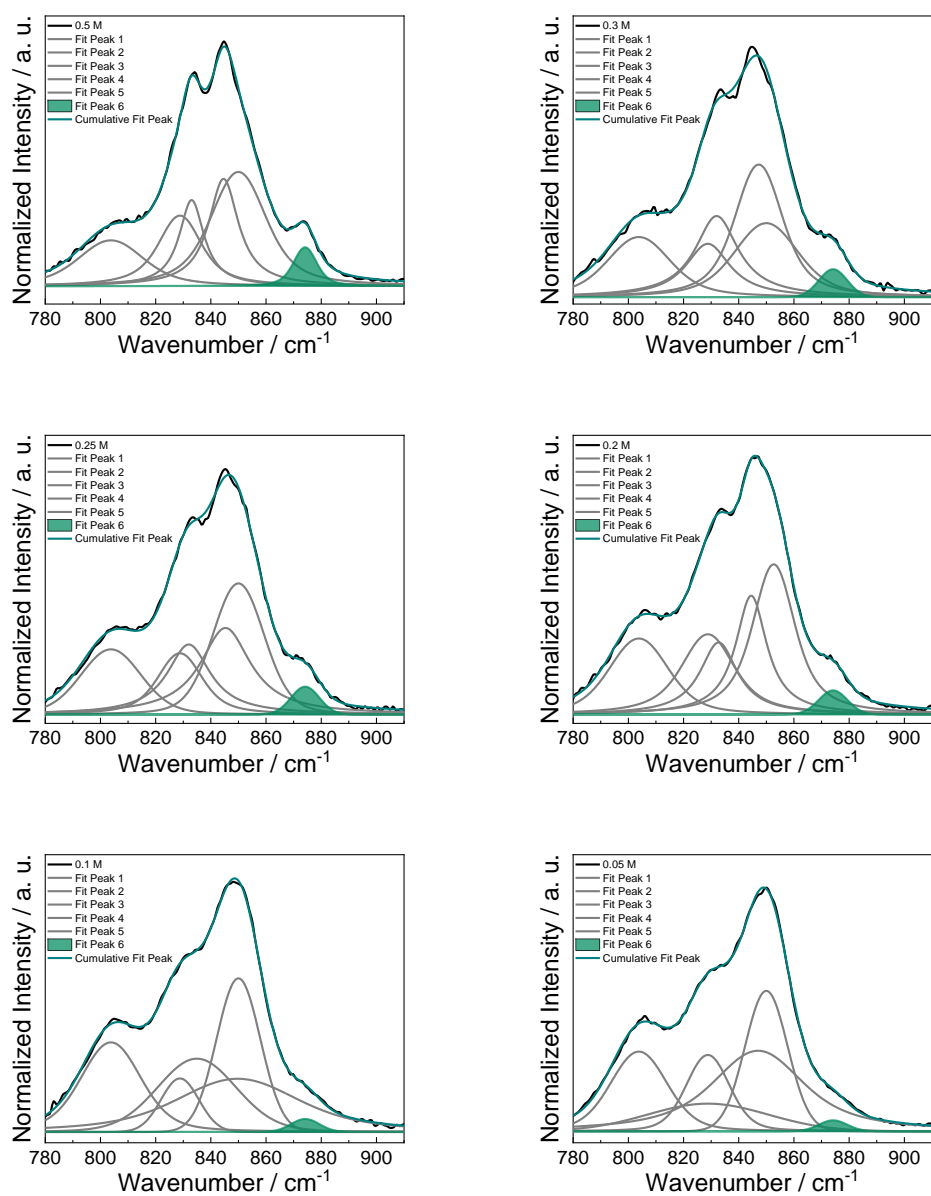 Normalized Intensity / a. u.
0.5 M
Fit Peak 1
Fit Peak 2
Fit Peak 3
Fit Peak 4
Fit Peak 5
Fit Peak 6
Cumulative Fit Peak
780 800 820 840 860 880 900
Wavenumber / cm-1
Normalized Intensity / a. u.
0.3 M
Fit Peak 1
Fit Peak 2
Fit Peak 3
Fit Peak 4
Fit Peak 5
Fit Peak 6
Cumulative Fit Peak
780 800 820 840 860 880 900
Wavenumber / cm-1
Normalized Intensity / a. u.
0.25 M
Fit Peak 1
Fit Peak 2
Fit Peak 3
Fit Peak 4
Fit Peak 5
Fit Peak 6
Cumulative Fit Peak
780 800 820 840 860 880 900
Wavenumber / cm-1
Normalized Intensity / a. u.
0.2 M
Fit Peak 1
Fit Peak 2
Fit Peak 3
Fit Peak 4
Fit Peak 5
Fit Peak 6
Cumulative Fit Peak
780 800 820 840 860 880 900
Wavenumber / cm-1
Normalized Intensity / a. u.
0.1 M
Fit Peak 1
Fit Peak 2
Fit Peak 3
Fit Peak 4
Fit Peak 5
Fit Peak 6
Cumulative Fit Peak
780 800 820 840 860 880 900
Wavenumber / cm-1
Normalized Intensity / a. u.
0.05 M
Fit Peak 1
Fit Peak 2
Fit Peak 3
Fit Peak 4
Fit Peak 5
Fit Peak 6
Cumulative Fit Peak
780 800 820 840 860 880 900
Wavenumber / cm-1